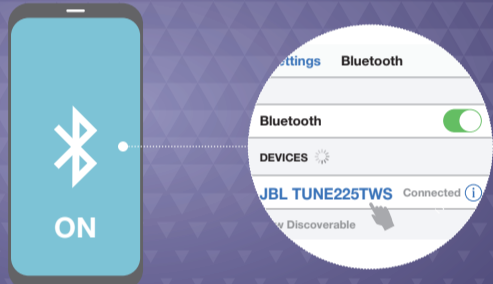 ON
ettings Bluetooth
Bluetooth
DEVICES
JBL TUNE225TWS Connected i
w Discoverable